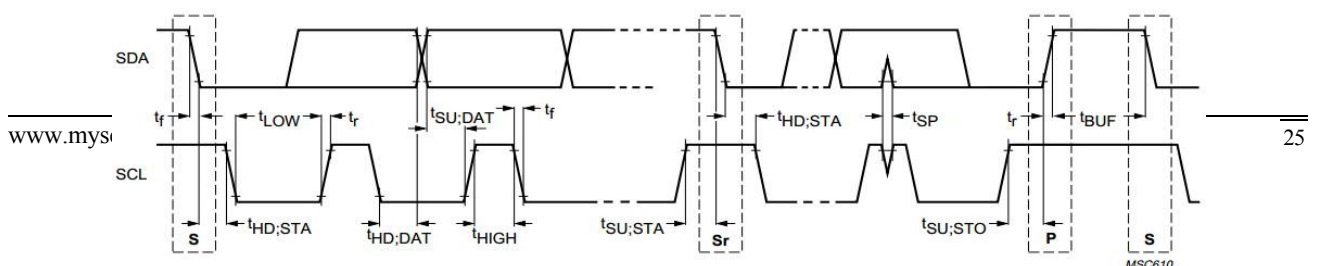 SDA
tf tLOW tr tSU;DAT tf tHD;STA tSP tr tBUF
www.myso 25
SCL
tHD;STA tHD;DAT tHIGH tSU;STA tSU;STO
S Sr P S
MSC610